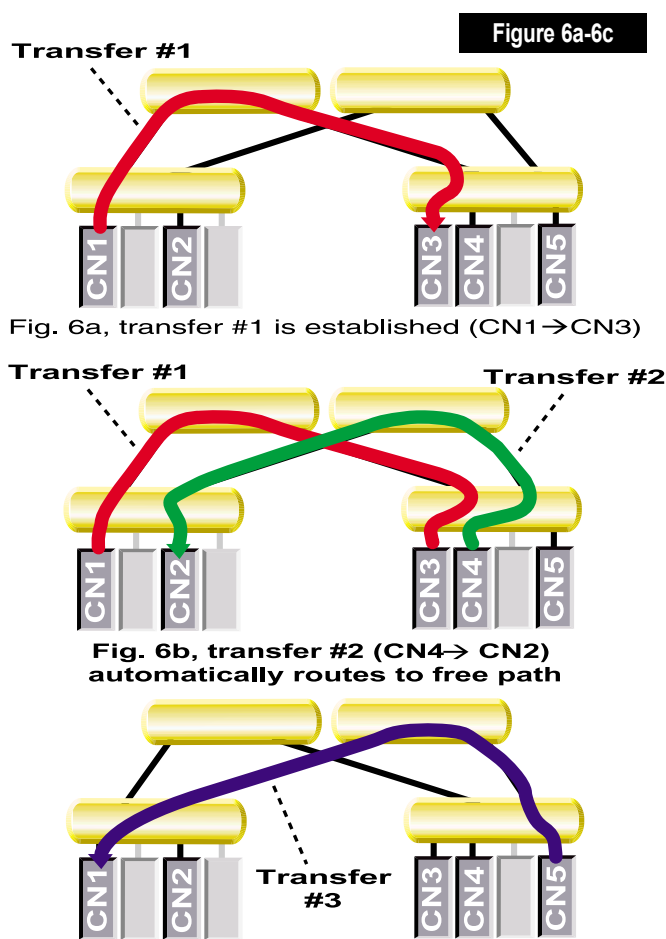 Figure 6a-6c
Transfer #1
CN1
CN2
CN3
CN4
CN5
Fig. 6a, transfer #1 is established (CN1→CN3)
Transfer #1
Transfer #2
CN1
CN2
CN3
CN4
CN5
Fig. 6b, transfer #2 (CN4→ CN2)
automatically routes to free path
CN1
CN2
CN3
CN4
CN5
Transfer
#3